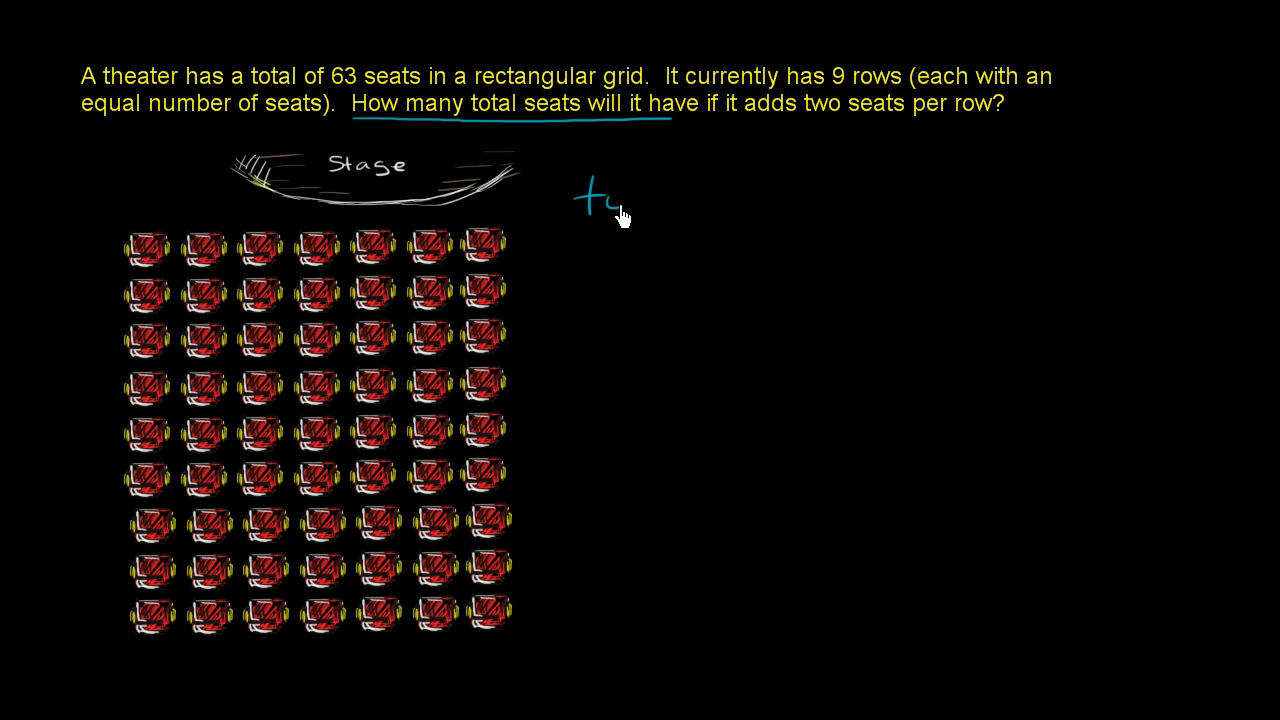 A theater has a total of 63 seats in a rectangular grid. It currently has 9 rows (each with an
equal number of seats). How many total seats will it have if it adds two seats per row?
Stage